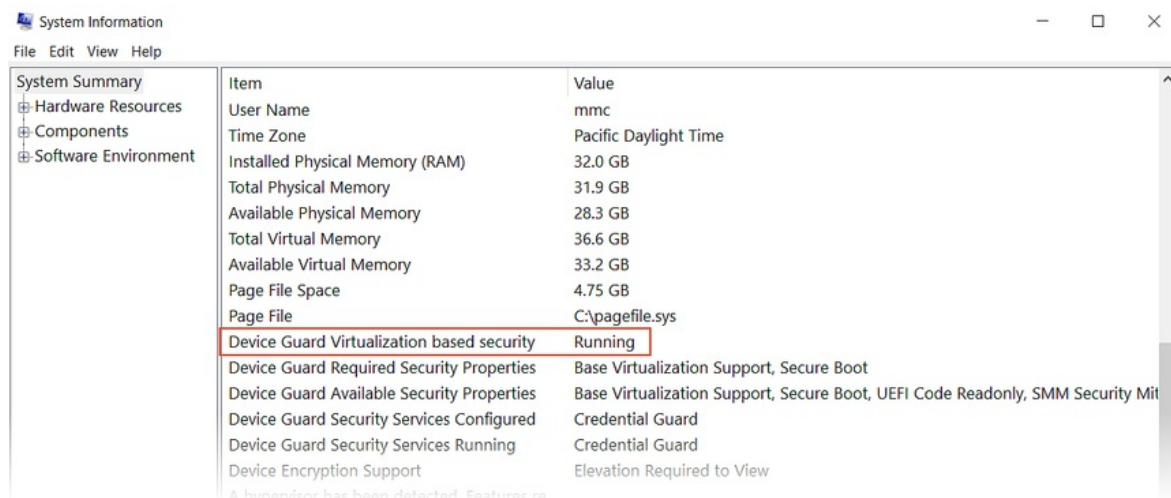 System Information
File Edit View Help
System Summary
Hardware Resources
Components
Software Environment
Item Value
User Name mmc
Time Zone Pacific Daylight Time
Installed Physical Memory (RAM) 32.0 GB
Total Physical Memory 31.9 GB
Available Physical Memory 28.3 GB
Total Virtual Memory 36.6 GB
Available Virtual Memory 33.2 GB
Page File Space 4.75 GB
Page File C:\pagefile.sys
Device Guard Virtualization based security Running
Device Guard Required Security Properties Base Virtualization Support, Secure Boot
Device Guard Available Security Properties Base Virtualization Support, Secure Boot, UEFI Code Readonly, SMM Security Mit
Device Guard Security Services Configured Credential Guard
Device Guard Security Services Running Credential Guard
Device Encryption Support Elevation Required to View
A hypervisor has been detected. Features re